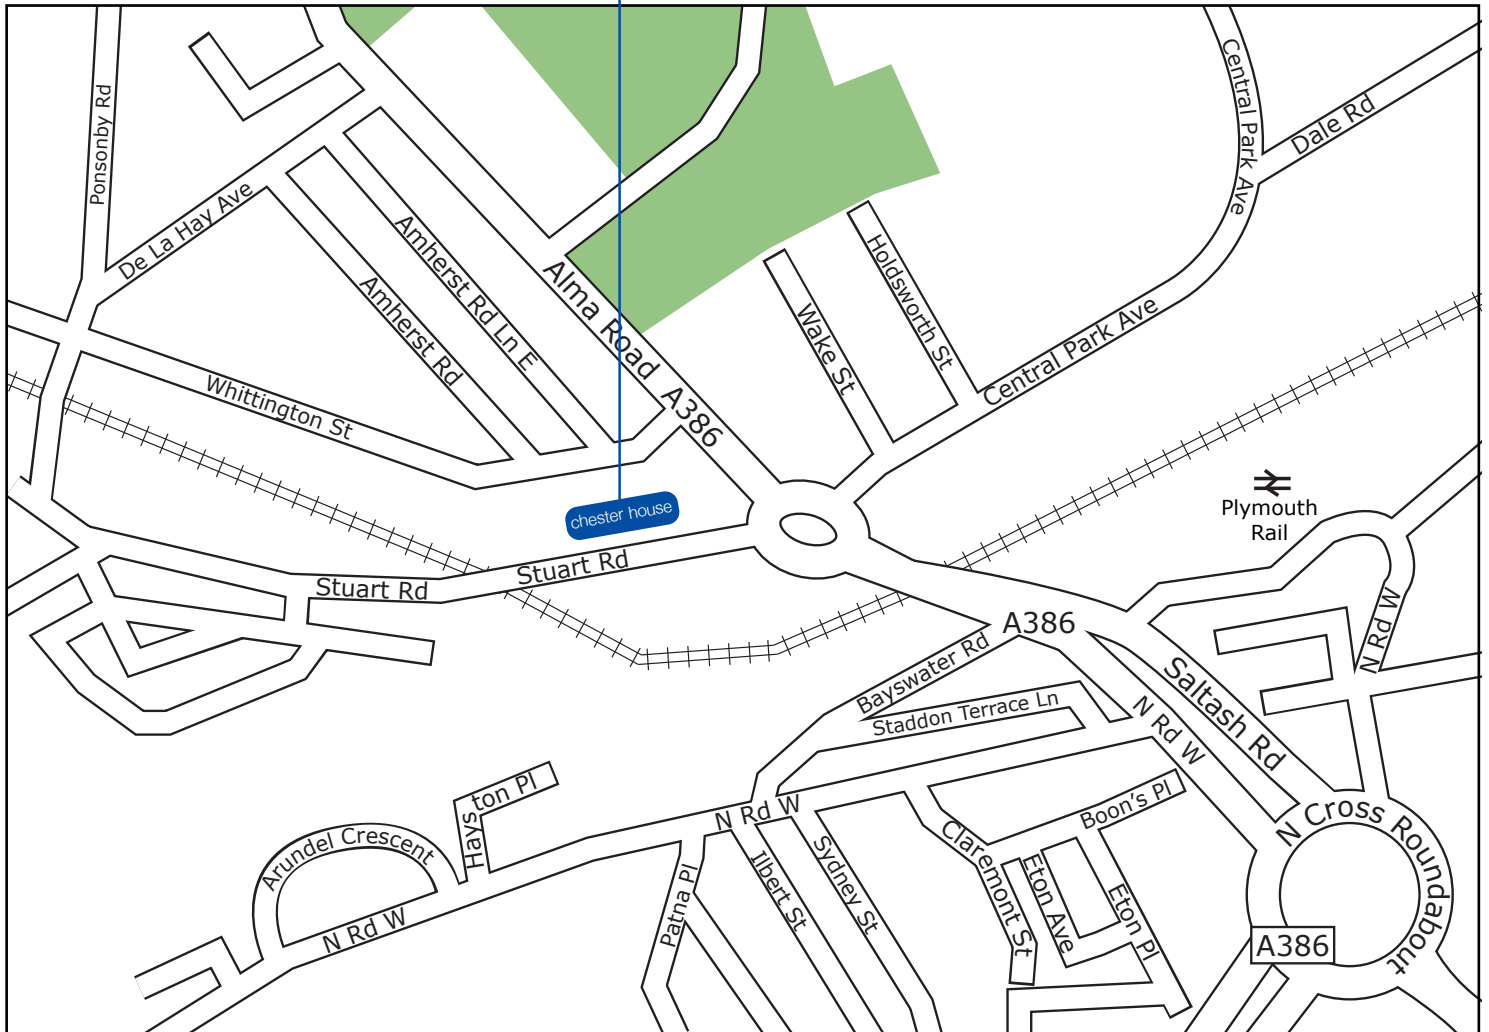 Central Park Ave
Dale Rd
Ponsonby Rd
De La Hay Ave
Amherst Rd Ln E
Amherst Rd
Alma Road A386
Holdsworth St
Wake St
Central Park Ave
Whittington St
chester house
Plymouth
Rail
Stuart Rd
Stuart Rd
A386
N Rd W
Bayswater Rd
Staddon Terrace Ln
Saltash Rd
N Rd W
Hayston Pl
Boon's Pl
N Rd W
N Cross Roundabout
Arundel Crescent
Claremont St
Ilbert St
Sydney St
Eton Ave
Eton Pl
Patna Pl
N Rd W
A386